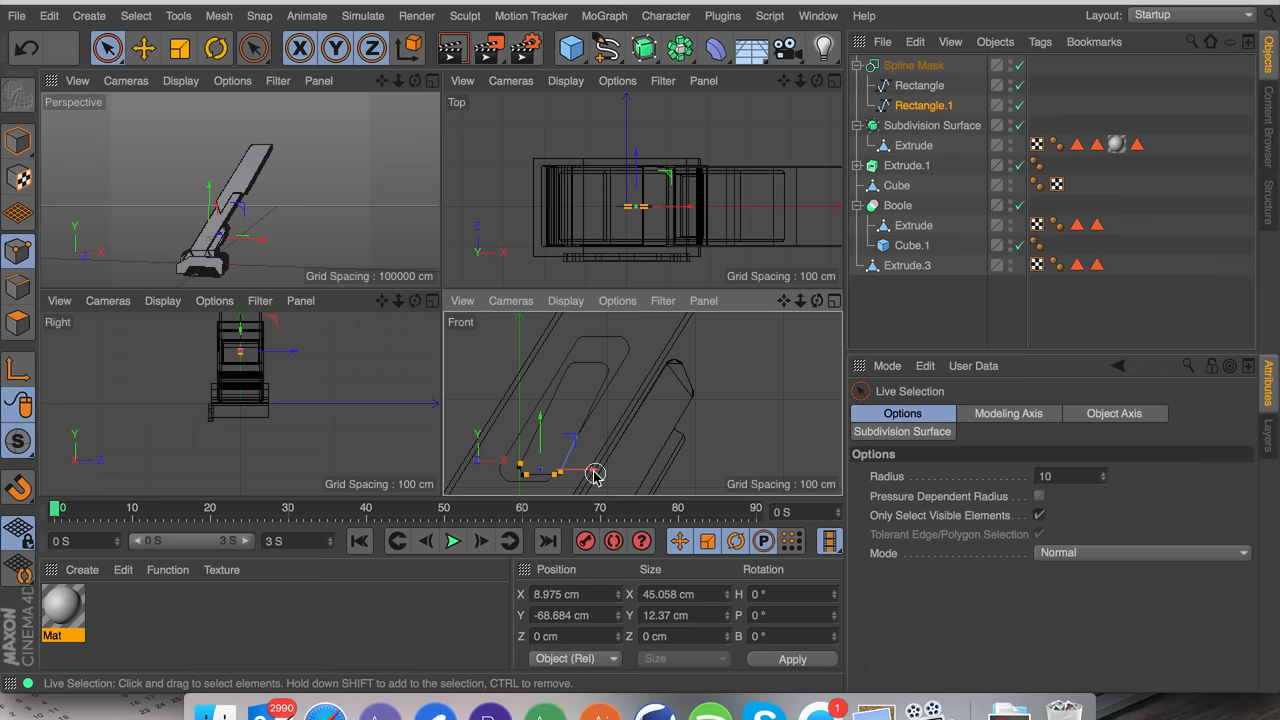 File Edit Create Select Tools Mesh Snap Animate Simulate Render Sculpt Motion Tracker MoGraph Character Plugins Script Window Help Layout: Startup
X Y Z
File Edit View Objects Tags Bookmarks
View Cameras Display Options Filter Panel
View Cameras Display Options Filter Panel
Perspective
Top
Y
Z X
Grid Spacing : 100000 cm
Z
Y X
Grid Spacing : 100 cm
View Cameras Display Options Filter Panel
View Cameras Display Options Filter Panel
Right
Front
Y
X Z
Grid Spacing : 100 cm
Y
Z X
Grid Spacing : 100 cm
Spline Mask
Rectangle
Rectangle.1
Subdivision Surface
Extrude
Extrude.1
Cube
Boole
Extrude
Cube.1
Extrude.3
Objects
Content Browser
Structure
Mode Edit User Data
Live Selection
Options Modeling Axis Object Axis
Subdivision Surface
Options
Radius 10
Pressure Dependent Radius
Only Select Visible Elements
Tolerant Edge/Polygon Selection
Mode Normal
Attributes
Layers
0 10 20 30 40 50 60 70 80 90 0 S
0 S 0 S 3 S 3 S
P
S
Create Edit Function Texture
Mat
Position Size Rotation
X 8.975 cm X 45.058 cm H 0 °
Y -68.684 cm Y 12.37 cm P 0 °
Z 0 cm Z 0 cm B 0 °
Object (Rel) Size Apply
MAXON
CINEMA 4D
Live Selection: Click and drag to select elements. Hold down SHIFT to add to the selection, CTRL to remove.
2990
1